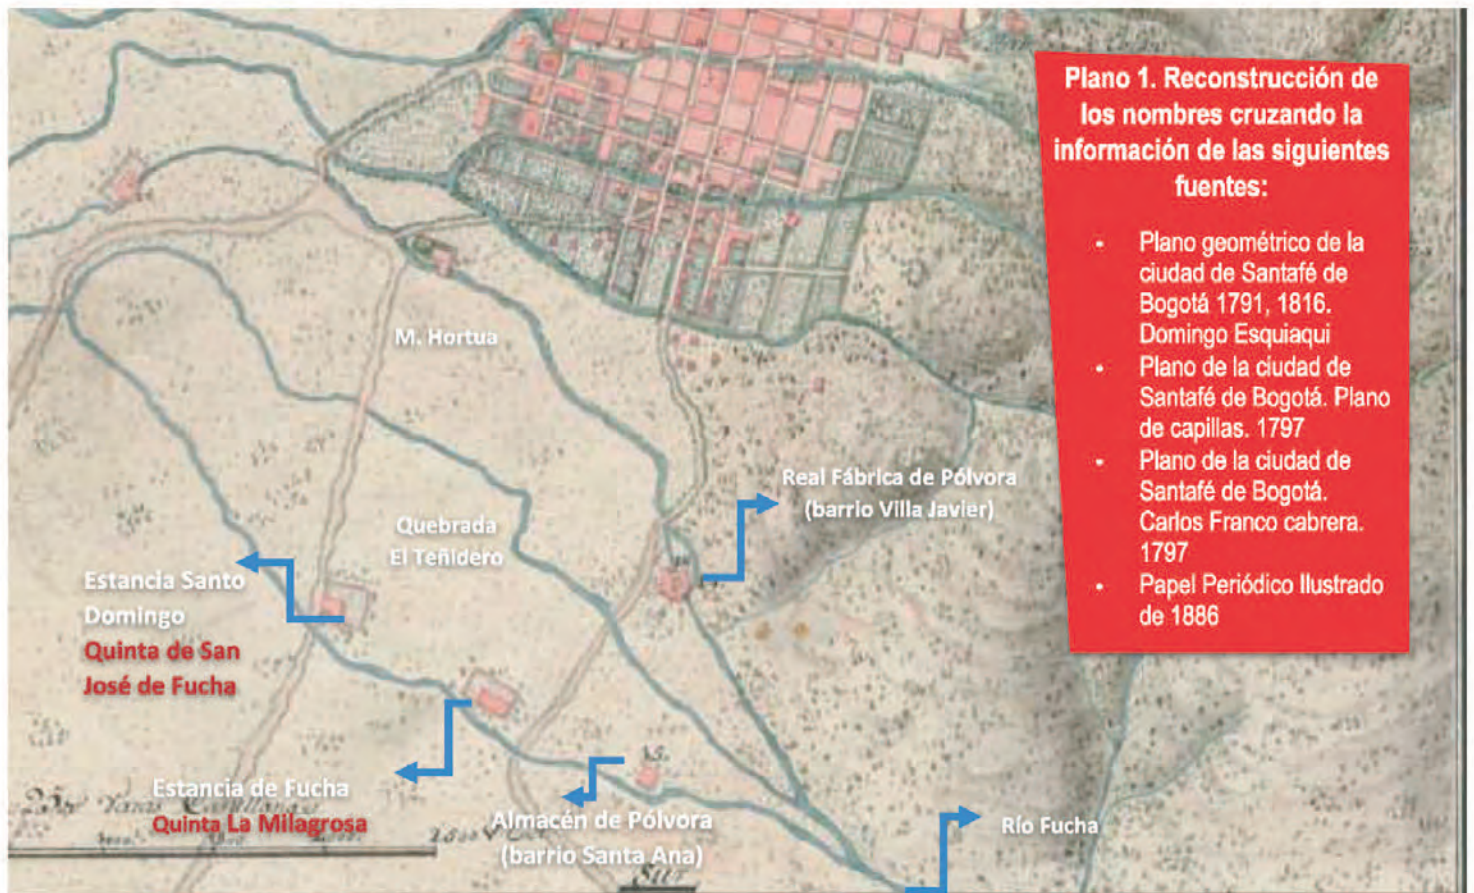 Plano 1. Reconstrucción de
los nombres cruzando la
información de las siguientes
fuentes:
• Plano geométrico de la
ciudad de Santafé de
Bogotá 1791, 1816.
Domingo Esquiaqui
• Plano de la ciudad de
Santafé de Bogotá. Plano
de capillas. 1797
• Plano de la ciudad de
Santafé de Bogotá.
Carlos Franco cabrera.
1797
• Papel Periódico Ilustrado
de 1886
M. Hortua
Real Fábrica de Pólvora
(barrio Villa Javier)
Quebrada
El Teñidero
Estancia Santo
Domingo
Quinta de San
José de Fucha
Estancia de Fucha
Quinta La Milagrosa
Almacén de Pólvora
(barrio Santa Ana)
Río Fucha
Sur